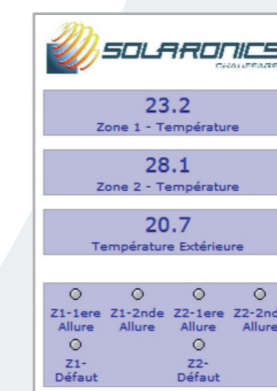 SOLARONICS
CHAUFFAGE
23.2
Zone 1 - Température
28.1
Zone 2 - Température
20.7
Température Extérieure
Z1-1ere Z1-2nde Z2-1ere Z2-2nd
Allure Allure Allure Allure
Z1- Z2-
Défaut Défaut